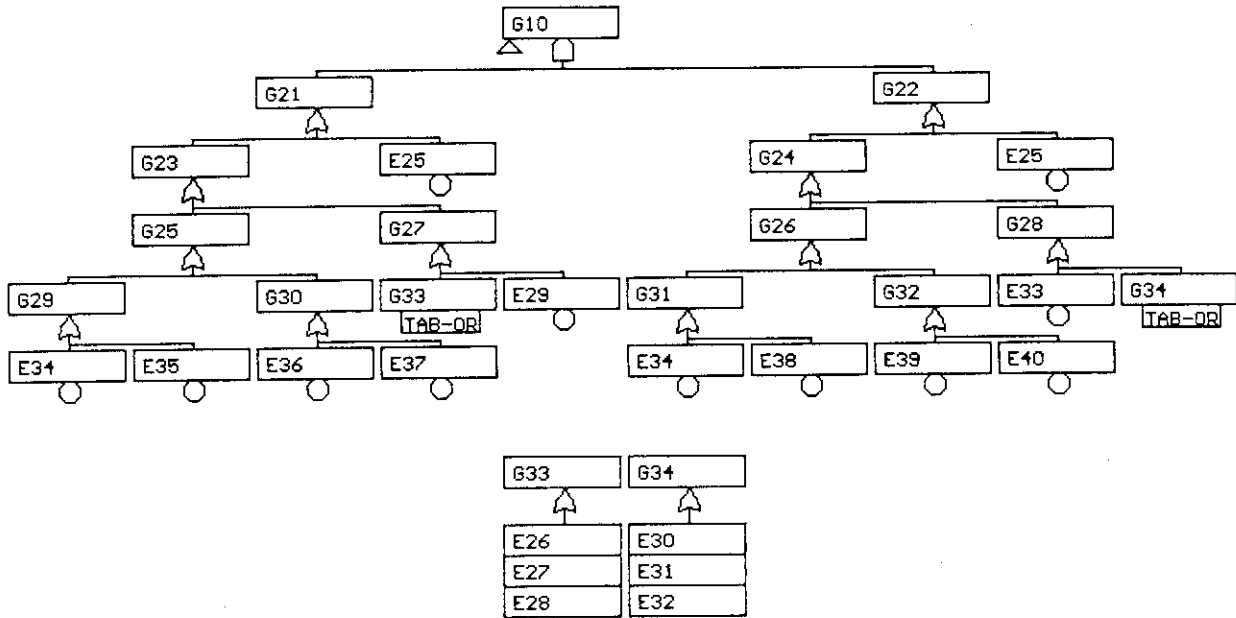 G10
G21 G22
G23 E25 G24 E25
G25 G27 G26 G28
G29 G30 G33 E29 G31 G32 E33 G34
TAB-OR TAB-OR
E34 E35 E36 E37 E34 E38 E39 E40
G33 G34
E26 E30
E27 E31
E28 E32